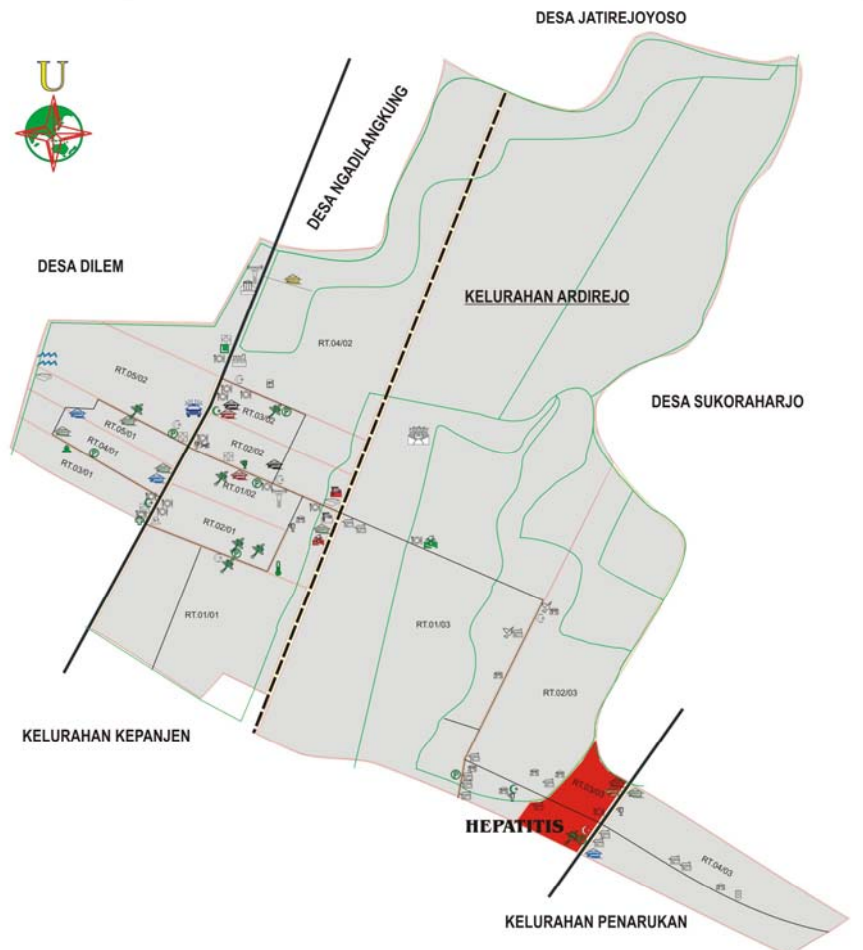 DESA JATIREJOYOSO
U
DESA NGADILANGKUNG
DESA DILEM
KELURAHAN ARDIREJO
RT.04/02
RT.05/02
DESA SUKORAHARJO
RT.03/02
RT.05/01
RT.02/02
RT.04/01
RT.03/01
RT.01/02
RT.02/01
RT.01/01
RT.01/03
RT.02/03
KELURAHAN KEPANJEN
RT.03/03
HEPATITIS
RT.04/03
KELURAHAN PENARUKAN